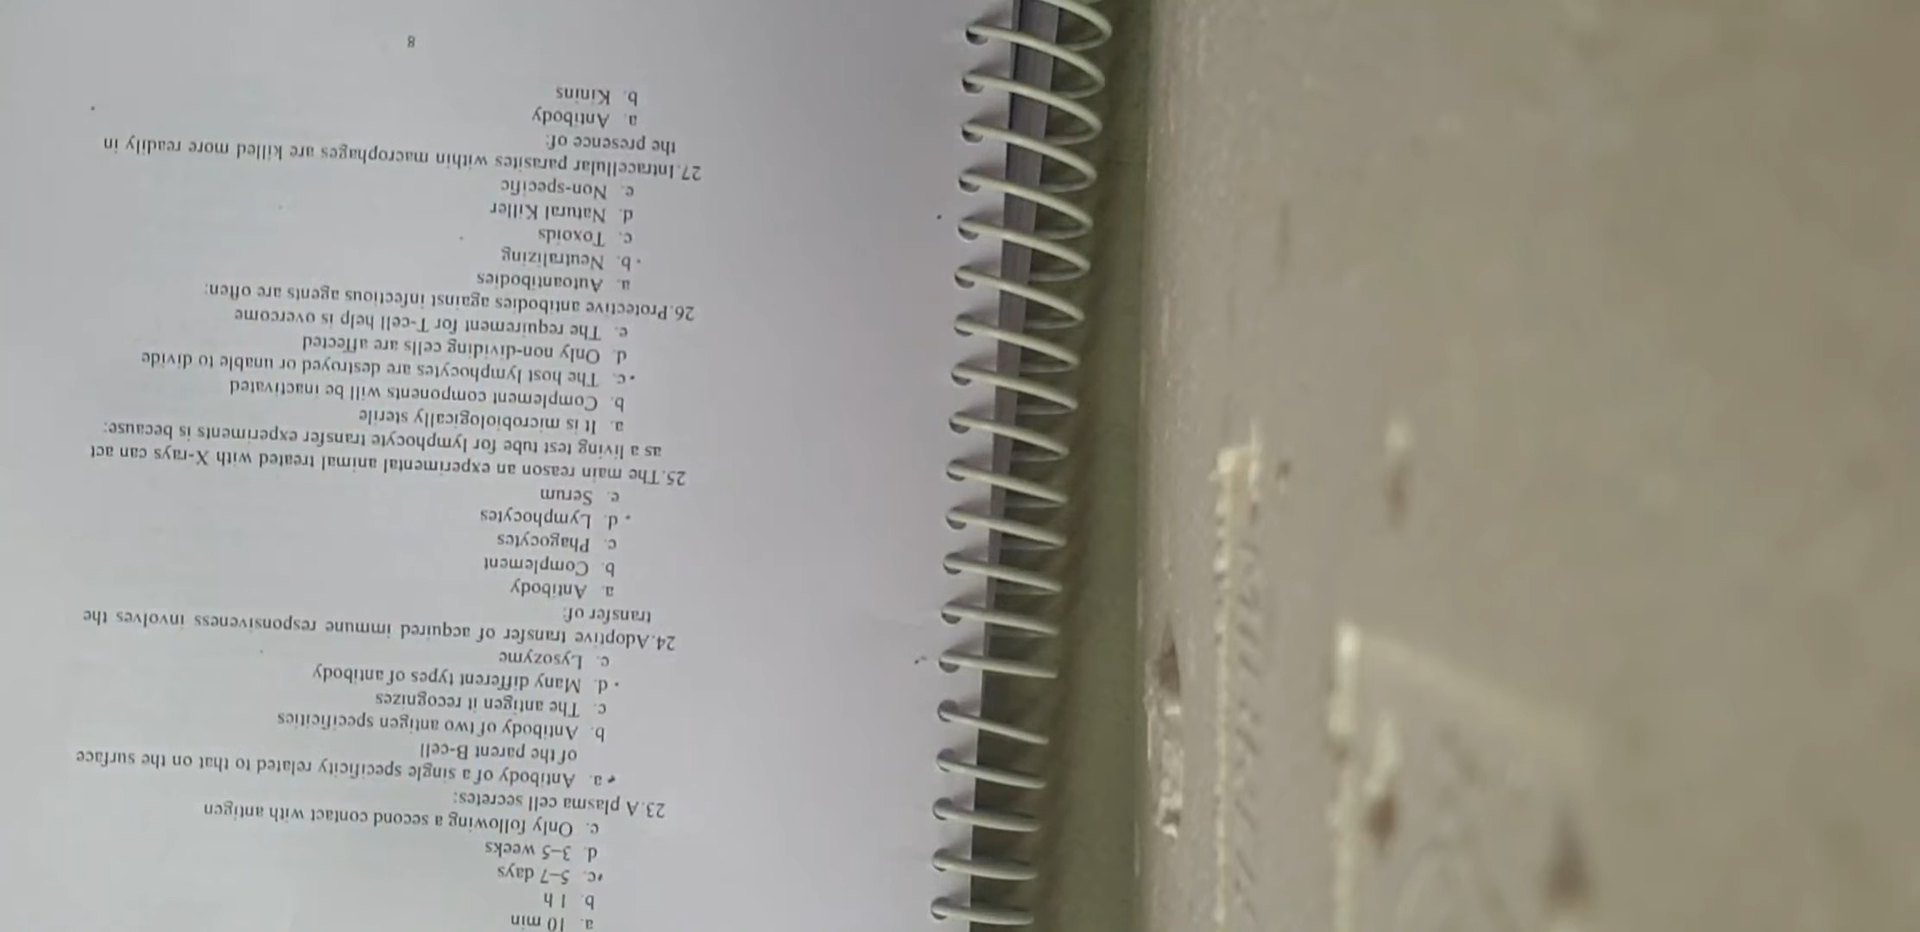 a. 10 min
b. 1 h
c. 5–7 days
d. 3–5 weeks
e. Only following a second contact with antigen
23.A plasma cell secretes:
a. Antibody of a single specificity related to that on the surface
of the parent B-cell
b. Antibody of two antigen specificities
c. The antigen it recognizes
d. Many different types of antibody
e. Lysozyme
24.Adoptive transfer of acquired immune responsiveness involves the
transfer of:
a. Antibody
b. Complement
c. Phagocytes
d. Lymphocytes
e. Serum
25.The main reason an experimental animal treated with X-rays can act
as a living test tube for lymphocyte transfer experiments is because:
a. It is microbiologically sterile
b. Complement components will be inactivated
c. The host lymphocytes are destroyed or unable to divide
d. Only non-dividing cells are affected
e. The requirement for T-cell help is overcome
26.Protective antibodies against infectious agents are often:
a. Autoantibodies
b. Neutralizing
c. Toxoids
d. Natural Killer
e. Non-specific
27.Intracellular parasites within macrophages are killed more readily in
the presence of:
a. Antibody
b. Kinins
8